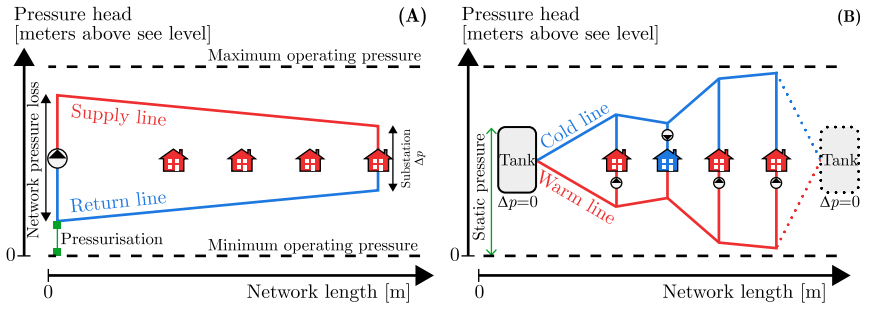 Pressure head
[meters above see level]
(A)
Maximum operating pressure
Network pressure loss
Supply line
Return line
Substation
Δp
Pressurisation
Minimum operating pressure
0
0
Network length [m]
Pressure head
[meters above see level]
(B)
Static pressure
Tank
Δp=0
Cold line
Warm line
Tank
Δp=0
0
0
Network length [m]